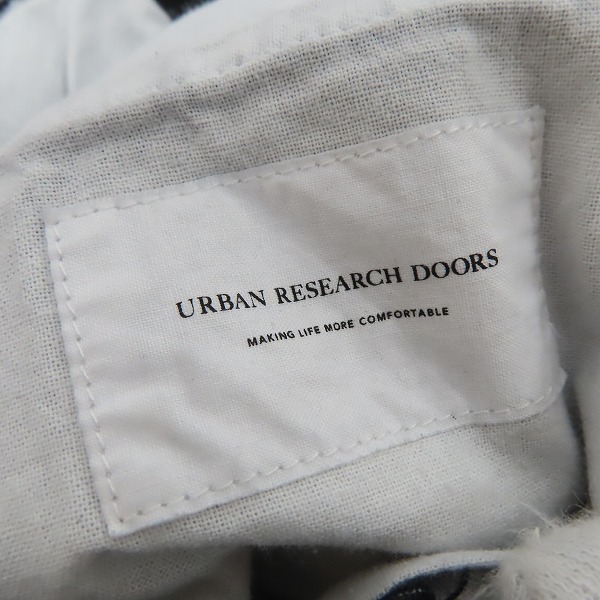 URBAN RESEARCH DOORS
MAKING LIFE MORE COMFORTABLE